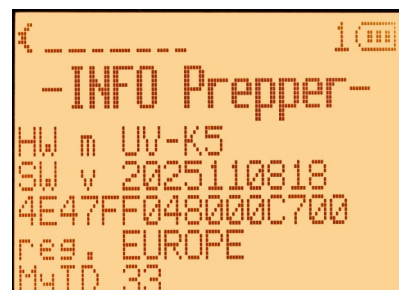 1
-INFO Prepper-
HW m UV-K5
SW v 2025110818
4E47FF048000C700
reg. EUROPE
MyID 33